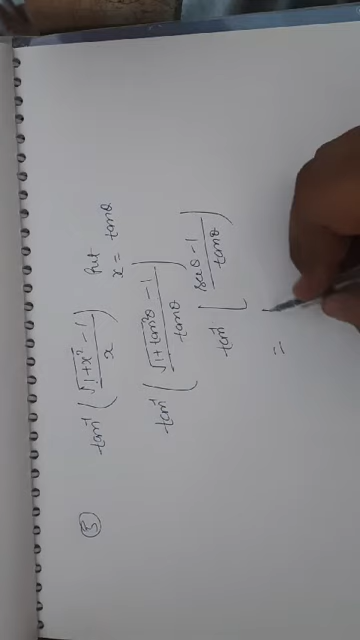 ⑤ tan⁻¹ ( √1+x² - 1 / x ) put x = tanθ
tan⁻¹ ( √1+tan²θ - 1 / tanθ )
tan⁻¹ ( secθ - 1 / tanθ )
=